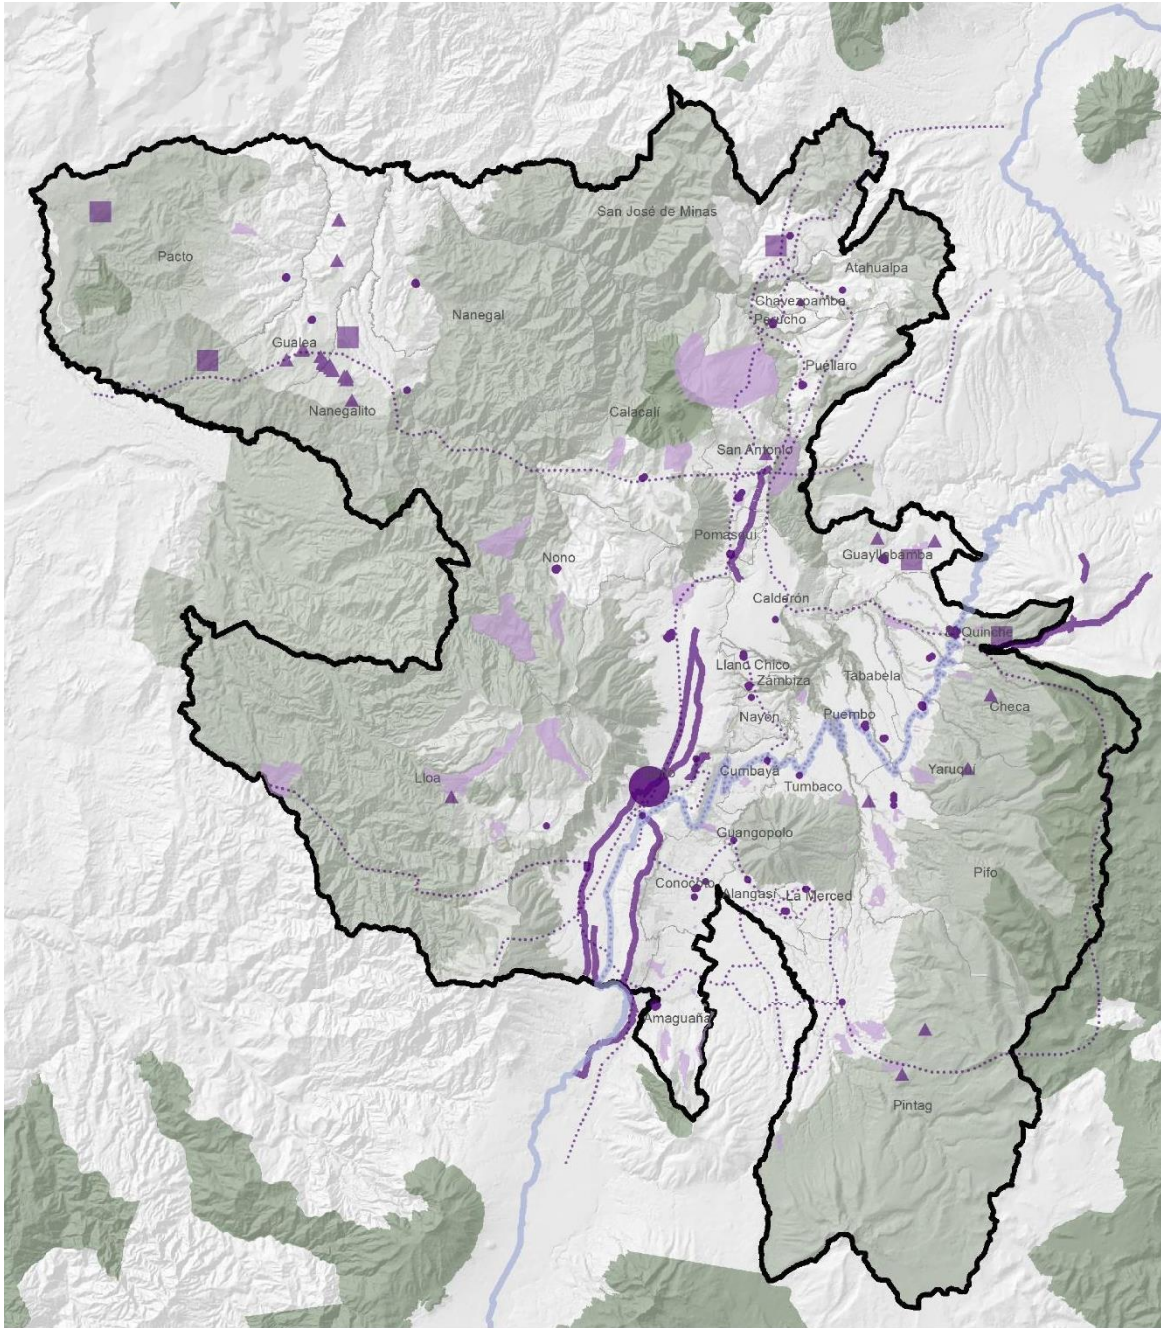 San José de Minas
Pacto
Atahualpa
Chavezpamba
Nanegal
Perucho
Gualea
Puéllaro
Nanegalito
Calacalí
San Antonio
Pomasqui
Guayllabamba
Nono
Calderón
El Quinche
Llano Chico
Zámbiza
Tababela
Checa
Nayón
Puembo
Cumbayá
Yaruquí
Lloa
Tumbaco
Guangopolo
Pifo
Conocoto
Alangasí
La Merced
Amaguaña
Pintag